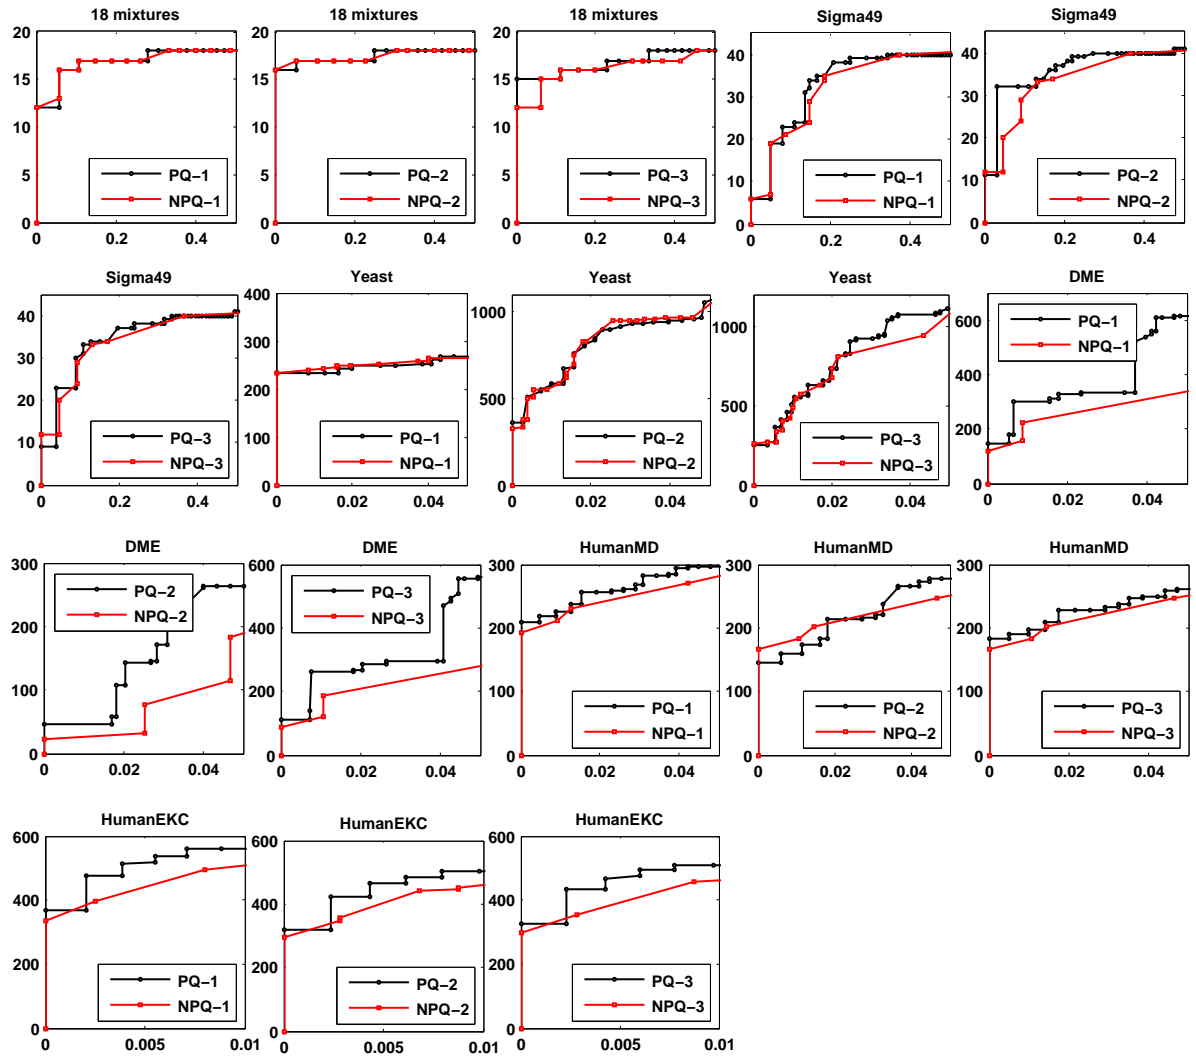 18 mixtures
20
15
10
5
0
0
0.2
0.4
PQ−1
NPQ−1
18 mixtures
20
15
10
5
0
0
0.2
0.4
PQ−2
NPQ−2
18 mixtures
20
15
10
5
0
0
0.2
0.4
PQ−3
NPQ−3
Sigma49
40
30
20
10
0
0
0.2
0.4
PQ−1
NPQ−1
Sigma49
40
30
20
10
0
0
0.2
0.4
PQ−2
NPQ−2
Sigma49
40
30
20
10
0
0
0.2
0.4
PQ−3
NPQ−3
Yeast
400
300
200
100
0
0
0.02
0.04
PQ−1
NPQ−1
Yeast
1000
500
0
0
0.02
0.04
PQ−2
NPQ−2
Yeast
1000
500
0
0
0.02
0.04
PQ−3
NPQ−3
DME
600
400
300
200
0
0
0.02
0.04
PQ−1
NPQ−1
DME
300
200
100
0
0
0.02
0.04
PQ−2
NPQ−2
DME
600
400
200
0
0
0.02
0.04
PQ−3
NPQ−3
HumanMD
300
200
100
0
0
0.02
0.04
PQ−1
NPQ−1
HumanMD
300
200
100
0
0
0.02
0.04
PQ−2
NPQ−2
HumanMD
300
200
100
0
0
0.02
0.04
PQ−3
NPQ−3
HumanEKC
600
400
200
0
0
0.005
0.01
PQ−1
NPQ−1
HumanEKC
600
400
200
0
0
0.005
0.01
PQ−2
NPQ−2
HumanEKC
600
400
200
0
0
0.005
0.01
PQ−3
NPQ−3